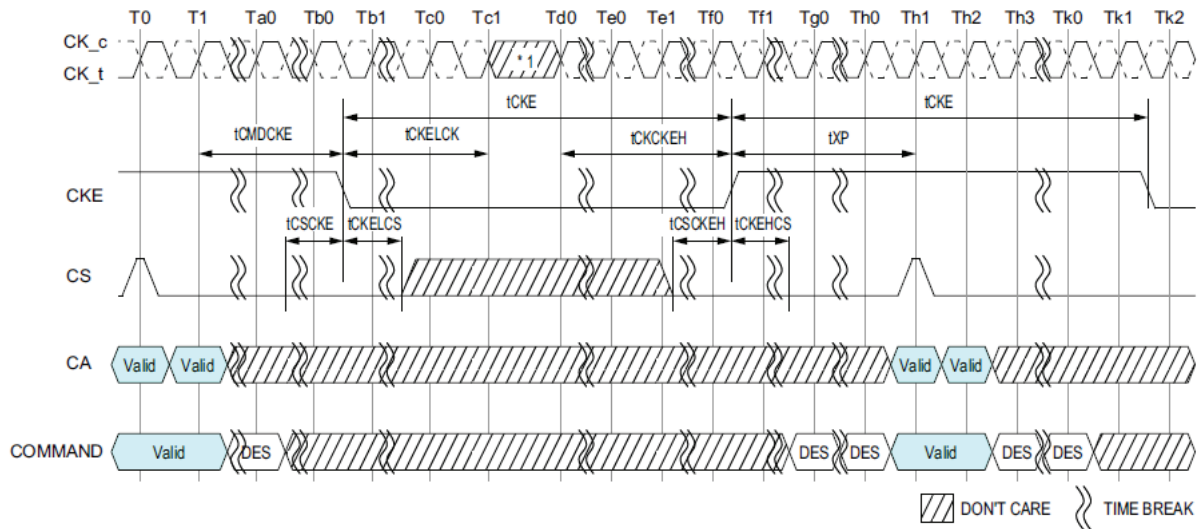 T0 T1 Ta0 Tb0 Tb1 Tc0 Tc1 Td0 Te0 Te1 Tf0 Tf1 Tg0 Th0 Th1 Th2 Th3 Tk0 Tk1 Tk2
CK_c
CK_t
* 1
tCKE tCKE
tCMDCKE tCKELCK tCKCKEH tXP
CKE
tCSCKE tCKELCS tCSCKEH tCKEHCS
CS
CA Valid Valid Valid Valid
COMMAND Valid DES DES DES Valid DES DES
DON'T CARE TIME BREAK